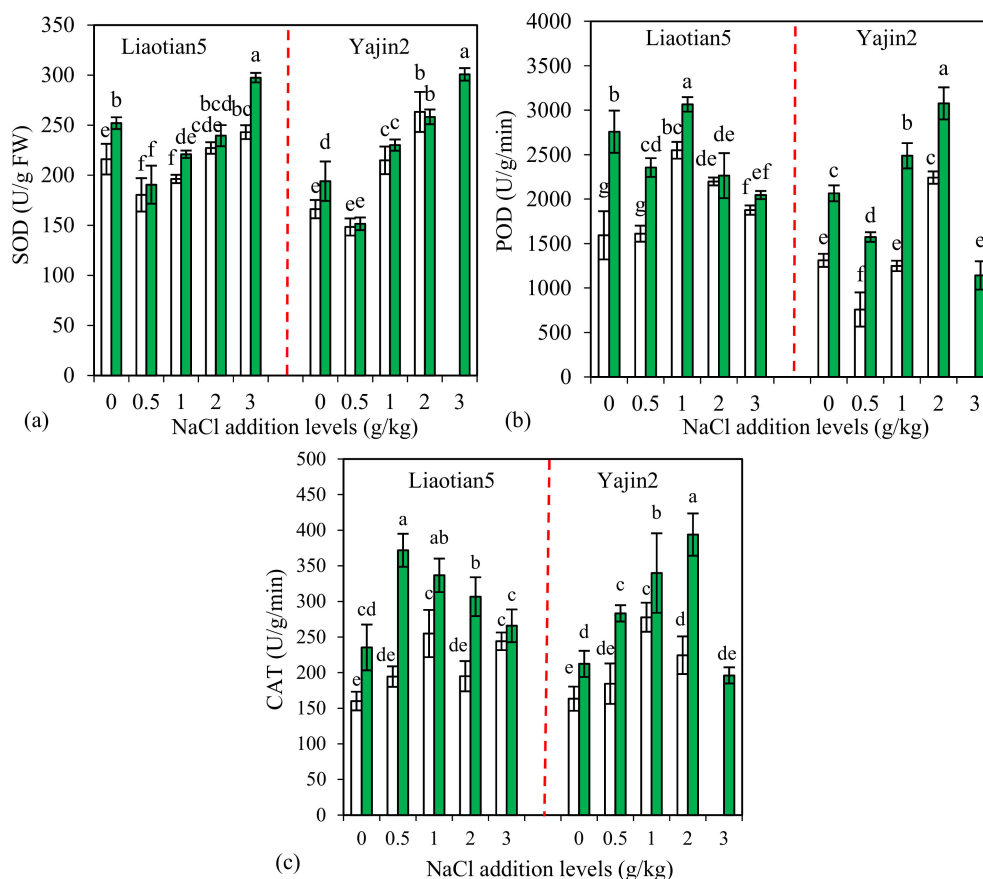 350
300
250
200
150
100
50
0
SOD (U/g FW)
Liaotian5
Yajin2
e b f f f de cde bcd bc a
e d e e c c b b a
0 0.5 1 2 3 0 0.5 1 2 3
NaCl addition levels (g/kg)
(a)
4000
3500
3000
2500
2000
1500
1000
500
0
POD (U/g/min)
Liaotian5
Yajin2
g b g cd bc a de de f ef
e c f d e b c a e
0 0.5 1 2 3 0 0.5 1 2 3
NaCl addition levels (g/kg)
(b)
500
450
400
350
300
250
200
150
100
50
0
CAT (U/g/min)
Liaotian5
Yajin2
e cd de a c ab de b c c
e d de c c b d a de
0 0.5 1 2 3 0 0.5 1 2 3
NaCl addition levels (g/kg)
(c)